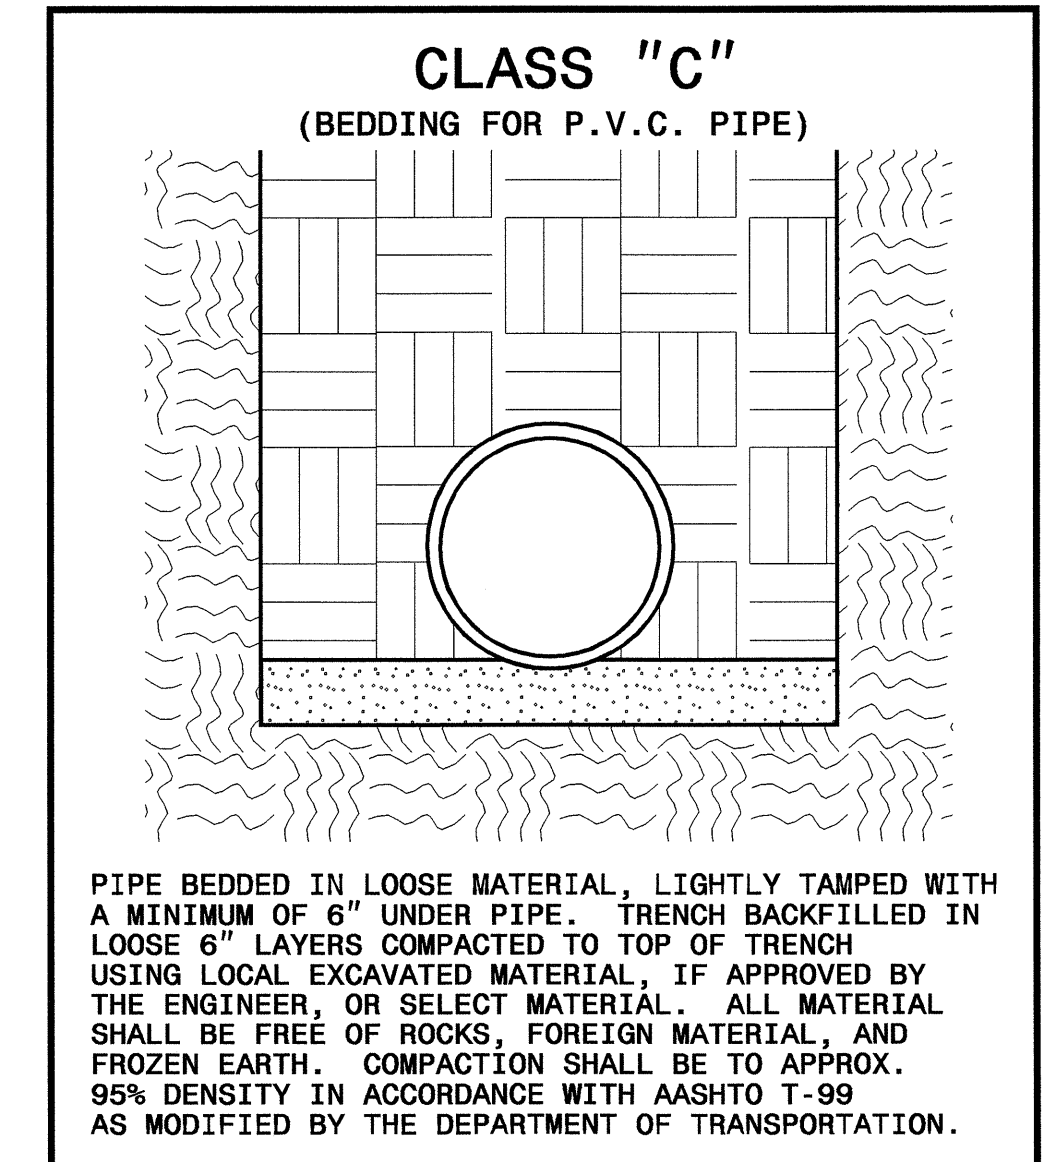 CLASS "C"
(BEDDING FOR P.V.C. PIPE)
PIPE BEDDED IN LOOSE MATERIAL, LIGHTLY TAMPED WITH
A MINIMUM OF 6" UNDER PIPE. TRENCH BACKFILLED IN
LOOSE 6" LAYERS COMPACTED TO TOP OF TRENCH
USING LOCAL EXCAVATED MATERIAL, IF APPROVED BY
THE ENGINEER, OR SELECT MATERIAL. ALL MATERIAL
SHALL BE FREE OF ROCKS, FOREIGN MATERIAL, AND
FROZEN EARTH. COMPACTION SHALL BE TO APPROX.
95% DENSITY IN ACCORDANCE WITH AASHTO T-99
AS MODIFIED BY THE DEPARTMENT OF TRANSPORTATION.